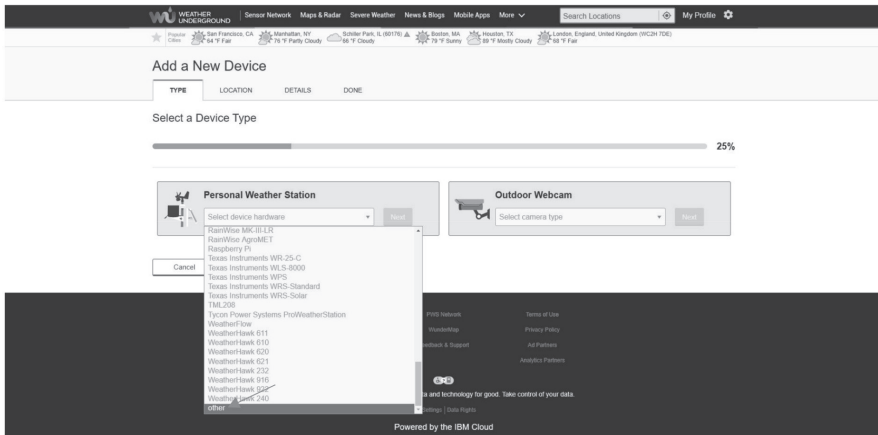 WEATHER UNDERGROUND
Sensor Network Maps & Radar Severe Weather News & Blogs Mobile Apps More
Search Locations
My Profile
Popular Cities
San Francisco, CA 64 °F Fair
Manhattan, NY 76 °F Partly Cloudy
Schiller Park, IL (60176) 66 °F Cloudy
Boston, MA 79 °F Sunny
Houston, TX 89 °F Mostly Cloudy
London, England, United Kingdom (WC2H 7DE) 68 °F Fair
Add a New Device
TYPE LOCATION DETAILS DONE
Select a Device Type
25%
Personal Weather Station
Select device hardware
Next
Outdoor Webcam
Select camera type
Next
RainWise MK-III-LR
RainWise AgroMET
Raspberry Pi
Texas Instruments WR-25-C
Texas Instruments WLS-8000
Texas Instruments WPS
Texas Instruments WRS-Standard
Texas Instruments WRS-Solar
TML208
Tycon Power Systems ProWeatherStation
WeatherFlow
WeatherHawk 611
WeatherHawk 610
WeatherHawk 620
WeatherHawk 621
WeatherHawk 232
WeatherHawk 916
WeatherHawk 922
WeatherHawk 240
other
Cancel
PWS Network
WunderMap
Feedback & Support
Terms of Use
Privacy Policy
Ad Partners
Analytics Partners
and technology for good. Take control of your data.
Settings | Data Rights
Powered by the IBM Cloud